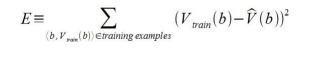 E ≡ ∑ (V_train(b) − V̂(b))²
⟨b, V_train(b)⟩ ∈ training examples